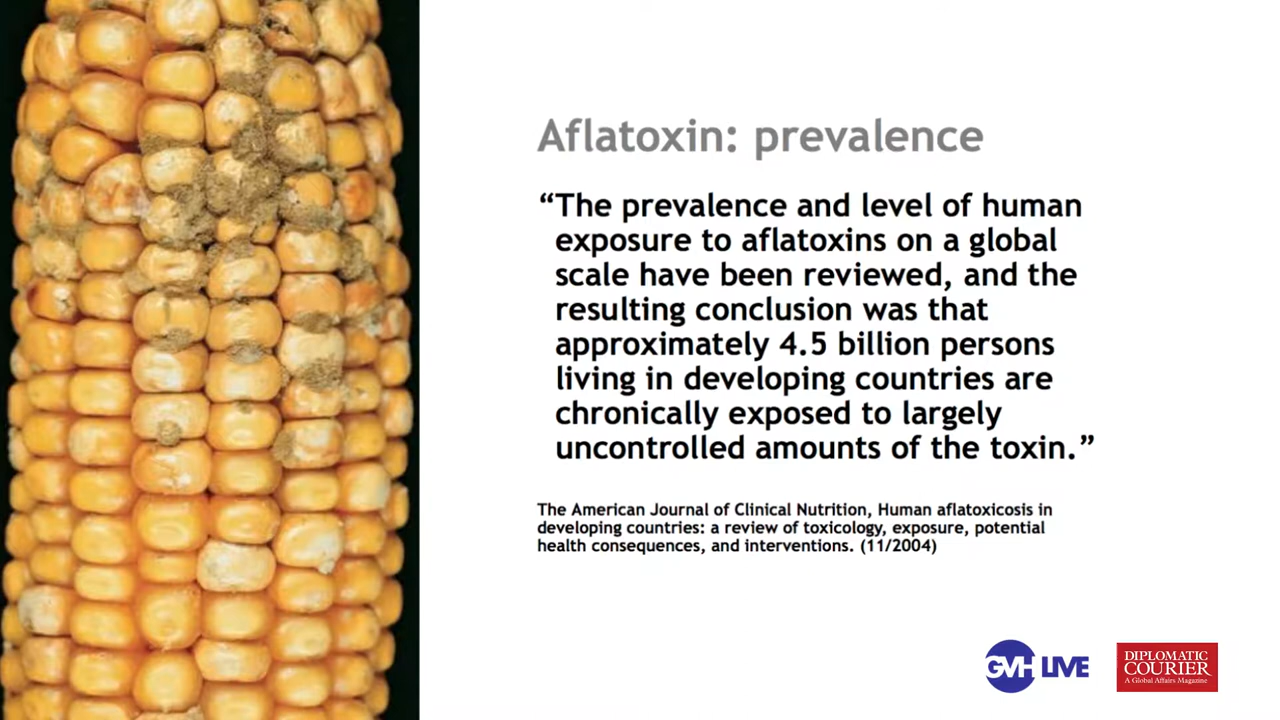 Aflatoxin: prevalence
“The prevalence and level of human
exposure to aflatoxins on a global
scale have been reviewed, and the
resulting conclusion was that
approximately 4.5 billion persons
living in developing countries are
chronically exposed to largely
uncontrolled amounts of the toxin.”
The American Journal of Clinical Nutrition, Human aflatoxicosis in
developing countries: a review of toxicology, exposure, potential
health consequences, and interventions. (11/2004)
GVH LIVE
DIPLOMATIC
COURIER
A Global Affairs Magazine